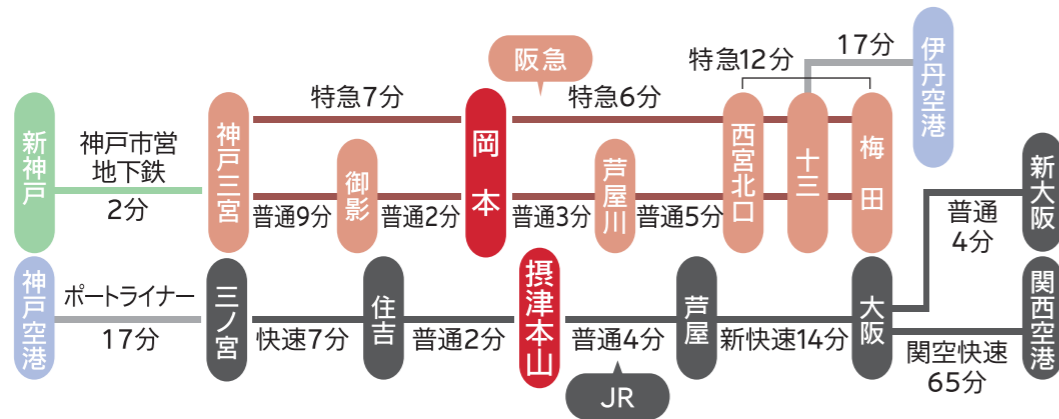 阪急
特急12分
17分
伊丹空港
特急7分
特急6分
新神戸
神戸市営
地下鉄
2分
神戸三宮
御影
岡本
芦屋川
西宮北口
十三
梅田
普通9分
普通2分
普通3分
普通5分
新大阪
普通
4分
神戸空港
ポートライナー
17分
三ノ宮
快速7分
住吉
普通2分
摂津本山
普通4分
芦屋
新快速14分
大阪
関空快速
65分
関西空港
JR